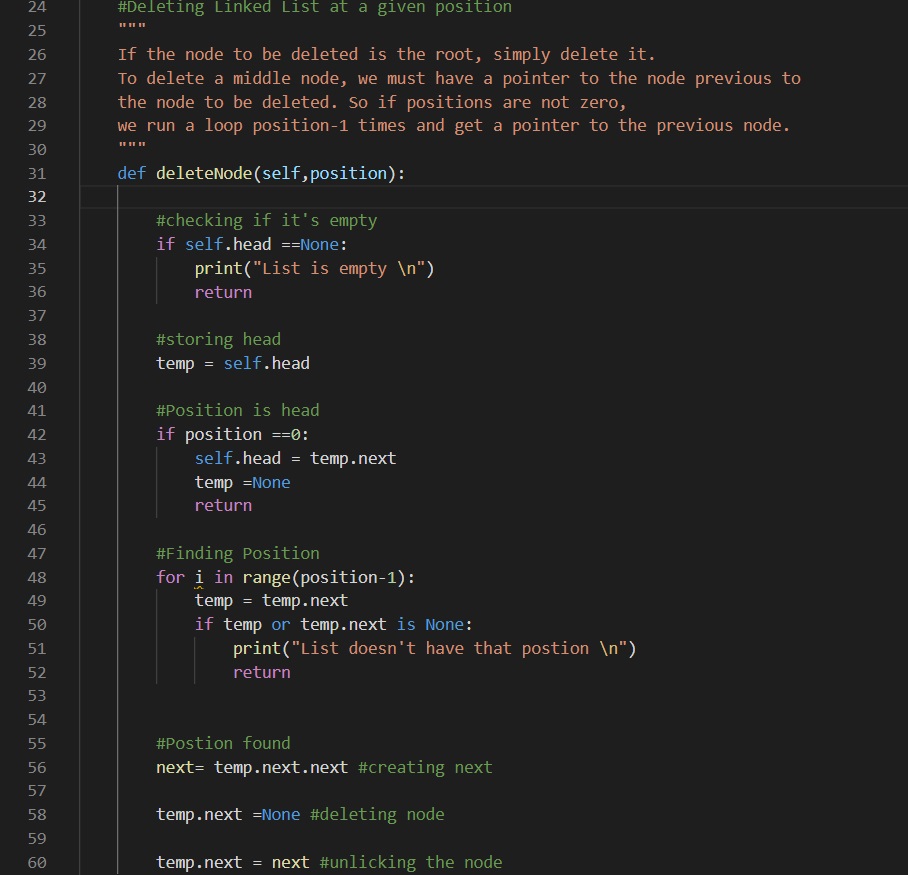 24 #Deleting Linked List at a given position
25 """
26 If the node to be deleted is the root, simply delete it.
27 To delete a middle node, we must have a pointer to the node previous to
28 the node to be deleted. So if positions are not zero,
29 we run a loop position-1 times and get a pointer to the previous node.
30 """
31 def deleteNode(self,position):
32
33 #checking if it's empty
34 if self.head ==None:
35 print("List is empty \n")
36 return
37
38 #storing head
39 temp = self.head
40
41 #Position is head
42 if position ==0:
43 self.head = temp.next
44 temp =None
45 return
46
47 #Finding Position
48 for i in range(position-1):
49 temp = temp.next
50 if temp or temp.next is None:
51 print("List doesn't have that postion \n")
52 return
53
54
55 #Postion found
56 next= temp.next.next #creating next
57
58 temp.next =None #deleting node
59
60 temp.next = next #unlicking the node